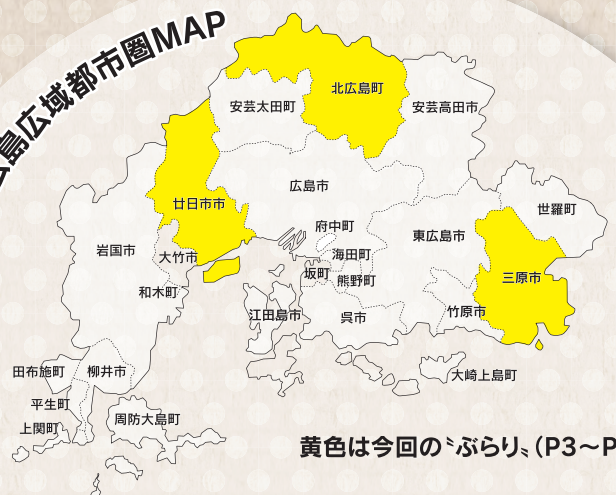 島広域都市圏MAP
北広島町
安芸太田町
安芸高田市
広島市
廿日市市
世羅町
府中町
東広島市
岩国市
海田町
大竹市
坂町
熊野町
三原市
和木町
江田島市
呉市
竹原市
田布施町
柳井市
大崎上島町
平生町
周防大島町
上関町
黄色は今回の〝ぶらり〟(P3〜P